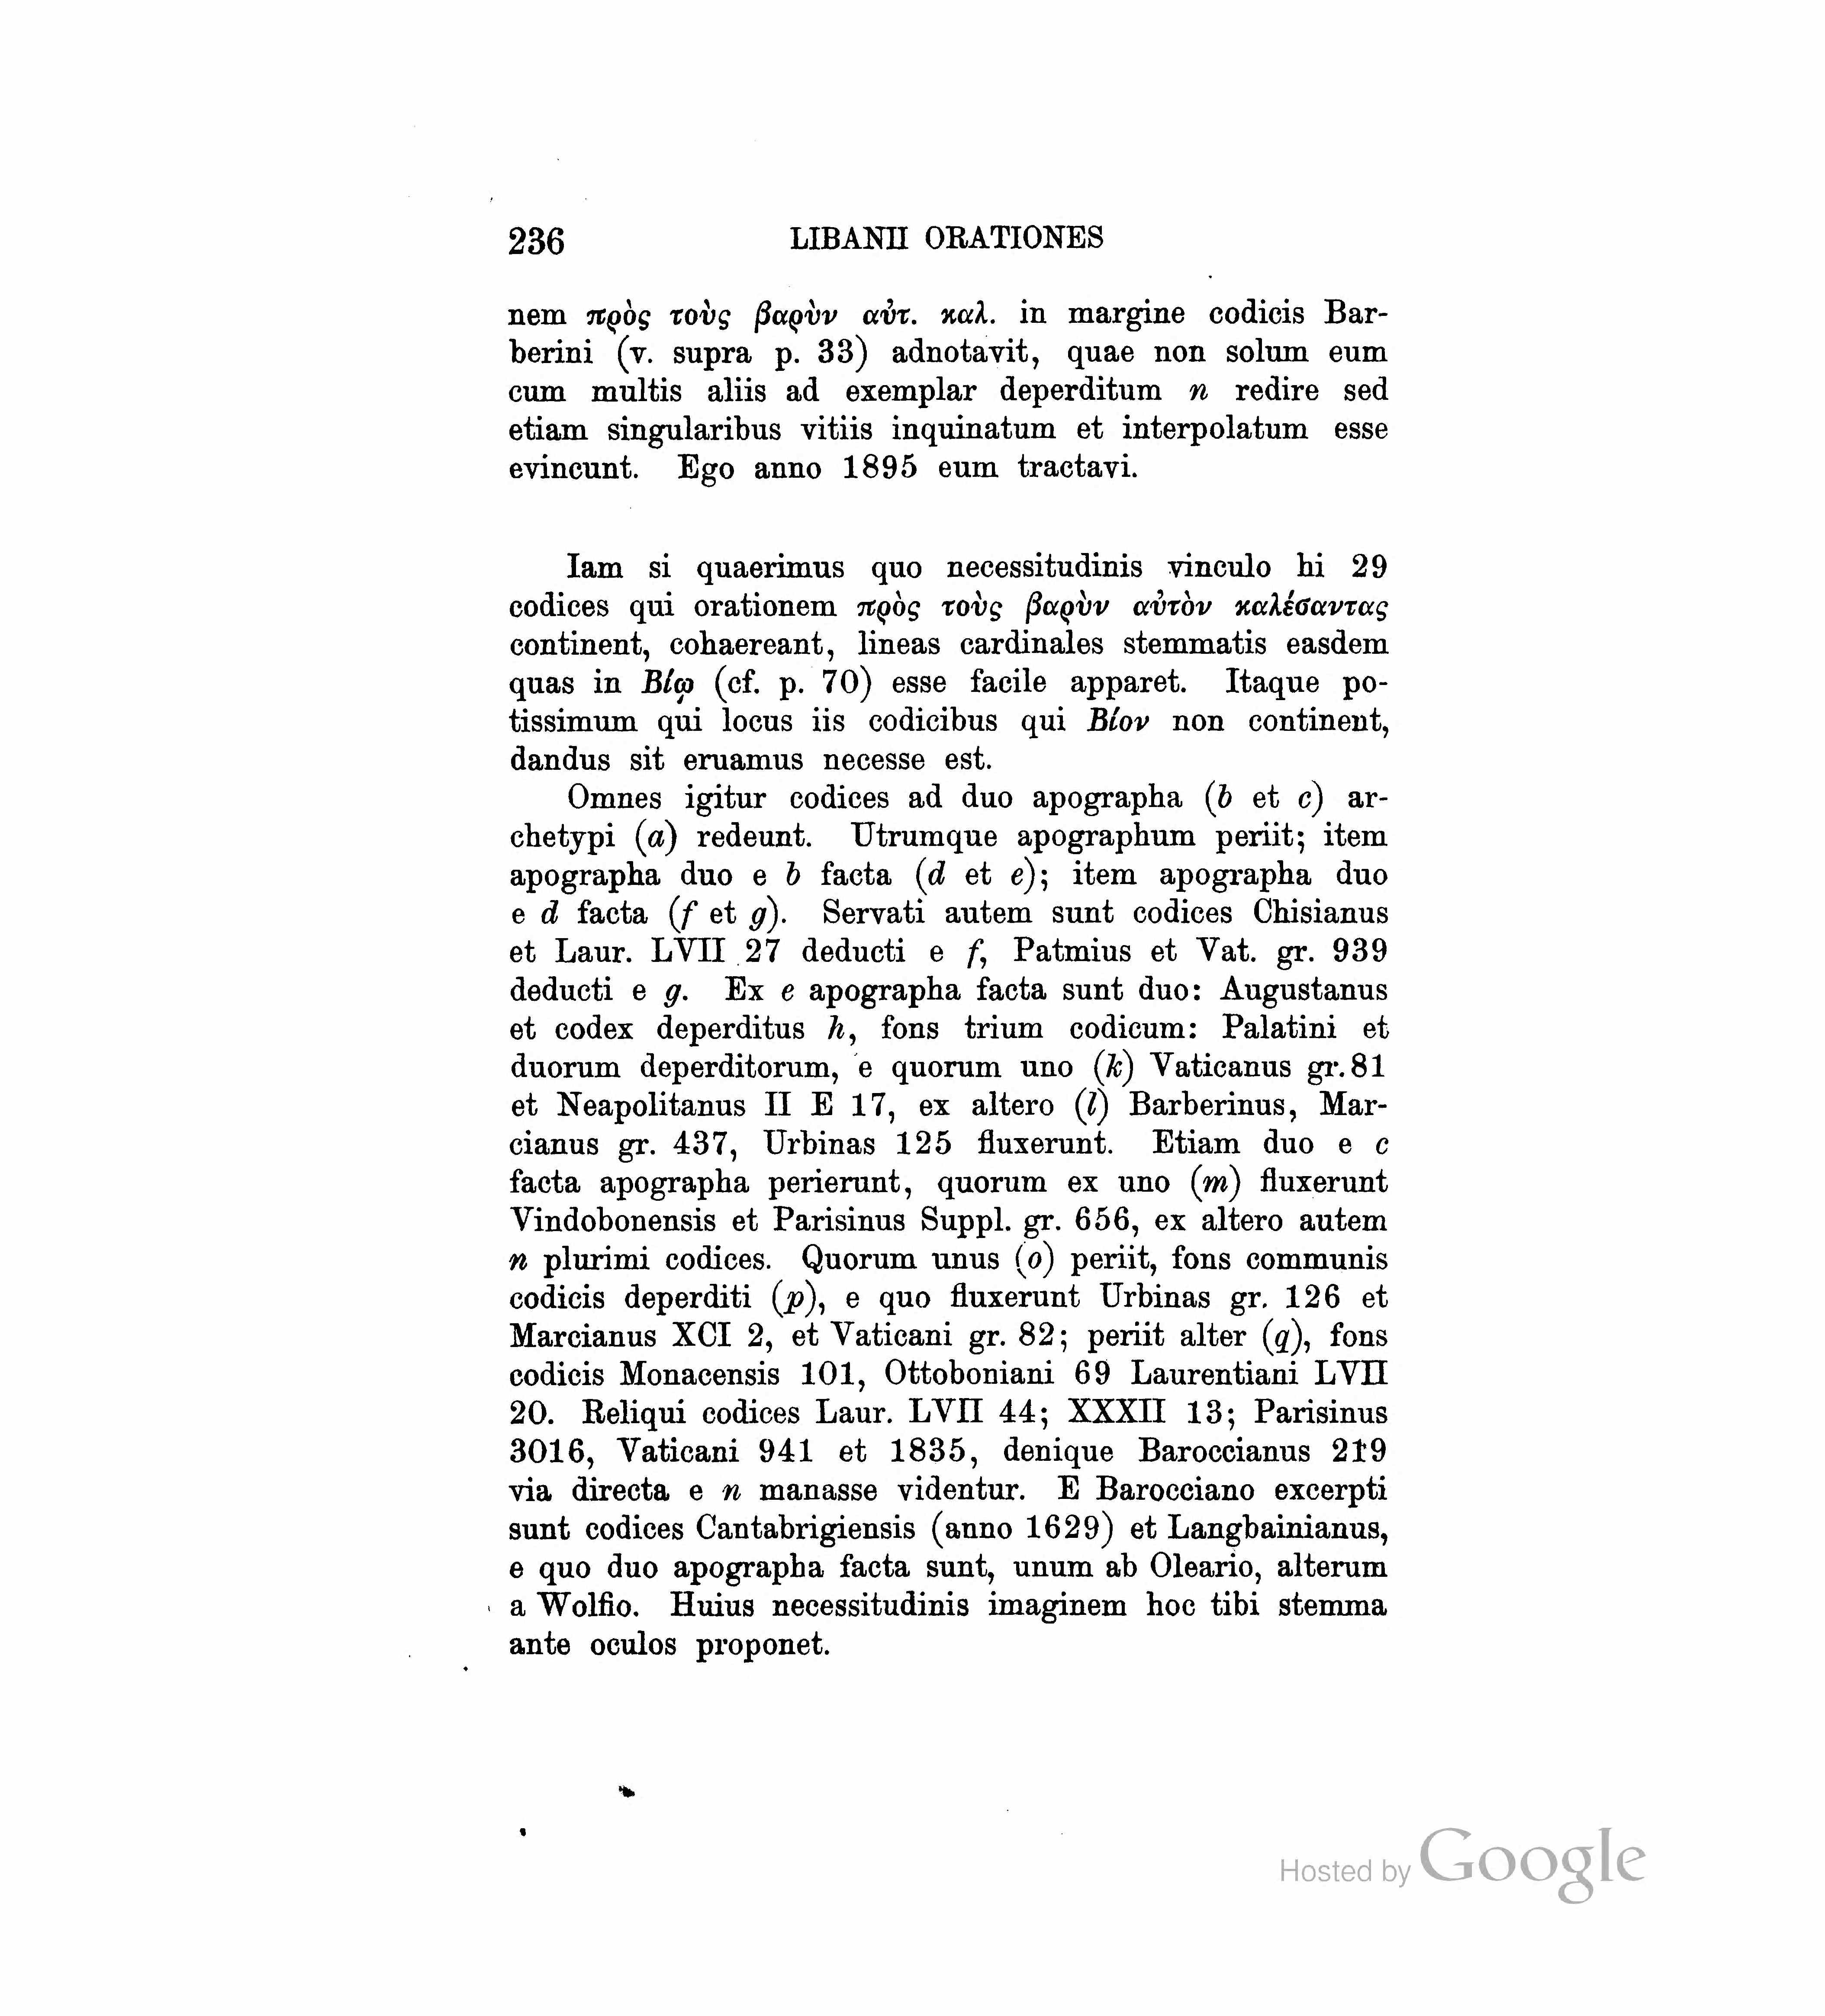 236 LIBANII ORATIONES
nem πρὸς τοὺς βαρὺν αὐτ. καλ. in margine codicis Bar-
berini (v. supra p. 33) adnotavit, quae non solum eum
cum multis aliis ad exemplar deperditum n redire sed
etiam singularibus vitiis inquinatum et interpolatum esse
evincunt. Ego anno 1895 eum tractavi.
Iam si quaerimus quo necessitudinis vinculo hi 29
codices qui orationem πρὸς τοὺς βαρὺν αὐτὸν καλέσαντας
continent, cohaereant, lineas cardinales stemmatis easdem
quas in Βίῳ (cf. p. 70) esse facile apparet. Itaque po-
tissimum qui locus iis codicibus qui Βίον non continent,
dandus sit eruamus necesse est.
Omnes igitur codices ad duo apographa (b et c) ar-
chetypi (a) redeunt. Utrumque apographum periit; item
apographa duo e b facta (d et e); item apographa duo
e d facta (f et g). Servati autem sunt codices Chisianus
et Laur. LVII 27 deducti e f, Patmius et Vat. gr. 939
deducti e g. Ex e apographa facta sunt duo: Augustanus
et codex deperditus h, fons trium codicum: Palatini et
duorum deperditorum, e quorum uno (k) Vaticanus gr. 81
et Neapolitanus II E 17, ex altero (l) Barberinus, Mar-
cianus gr. 437, Urbinas 125 fluxerunt. Etiam duo e c
facta apographa perierunt, quorum ex uno (m) fluxerunt
Vindobonensis et Parisinus Suppl. gr. 656, ex altero autem
n plurimi codices. Quorum unus (o) periit, fons communis
codicis deperditi (p), e quo fluxerunt Urbinas gr. 126 et
Marcianus XCI 2, et Vaticani gr. 82; periit alter (q), fons
codicis Monacensis 101, Ottoboniani 69 Laurentiani LVII
20. Reliqui codices Laur. LVII 44; XXXII 13; Parisinus
3016, Vaticani 941 et 1835, denique Baroccianus 219
via directa e n manasse videntur. E Barocciano excerpti
sunt codices Cantabrigiensis (anno 1629) et Langbainianus,
e quo duo apographa facta sunt, unum ab Oleario, alterum
a Wolfio. Huius necessitudinis imaginem hoc tibi stemma
ante oculos proponet.
Hosted by Google